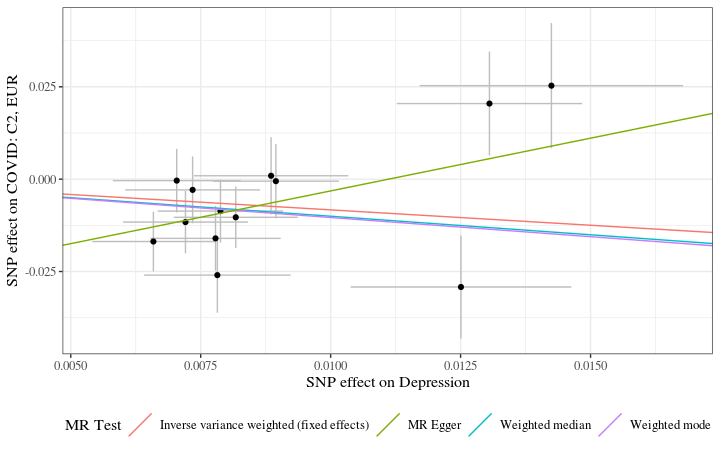 SNP effect on COVID: C2, EUR
0.025
0.000
-0.025
0.0050 0.0075 0.0100 0.0125 0.0150
SNP effect on Depression
MR Test Inverse variance weighted (fixed effects) MR Egger Weighted median Weighted mode